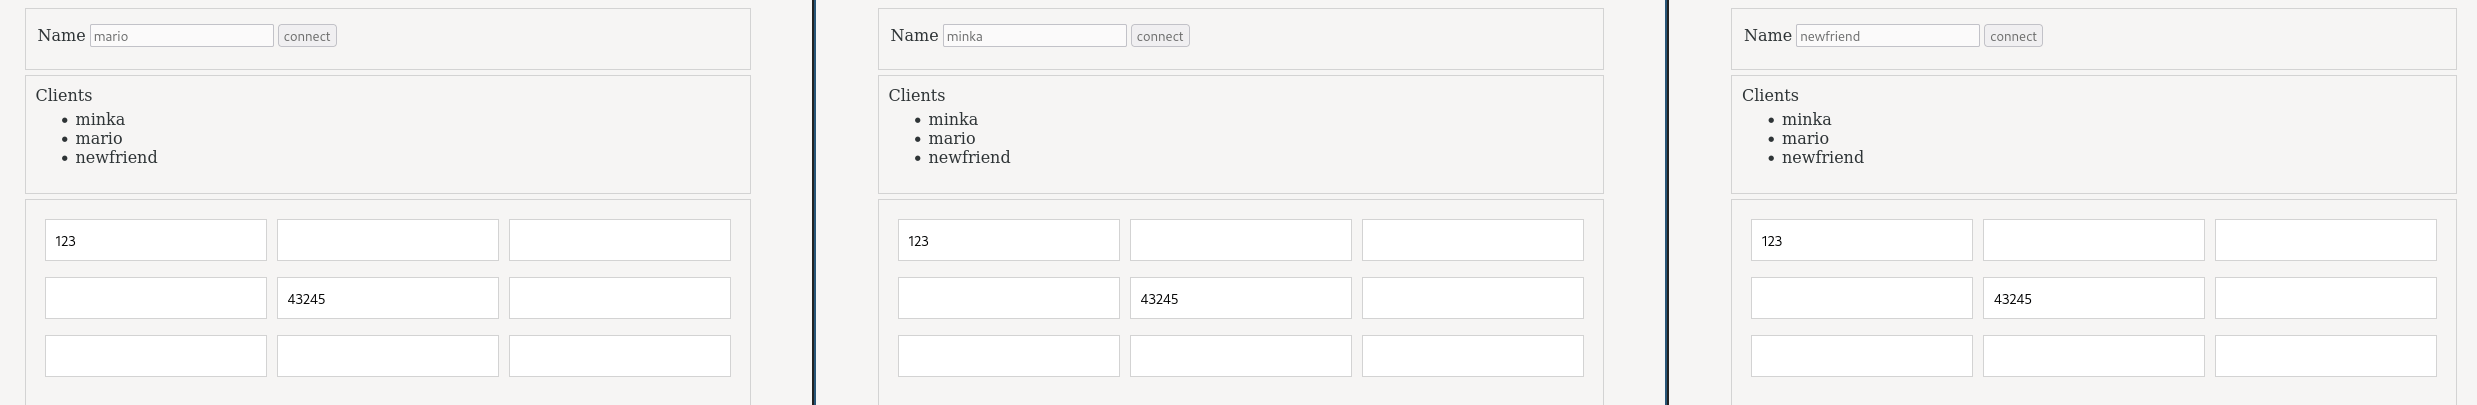 Name mario connect
Clients
minka
mario
newfriend
123
43245
Name minka connect
Clients
minka
mario
newfriend
123
43245
Name newfriend connect
Clients
minka
mario
newfriend
123
43245